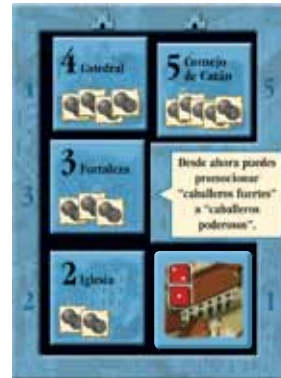 4 Catedral
5 Consejo
de Catán
3 Fortaleza
Desde ahora puedes
promocionar
"caballeros fuertes"
a "caballeros
poderosos".
2 Iglesia
3
5
3
2
1